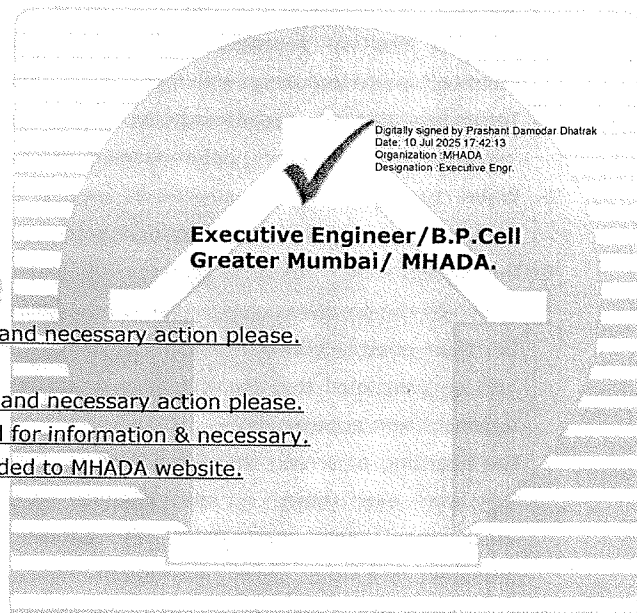 Digitally signed by Prashant Damodar Dhatrak
Date: 10 Jul 2025 17:42:13
Organization :MHADA
Designation :Executive Engr.
Executive Engineer/B.P.Cell
Greater Mumbai/ MHADA.
and necessary action please.
and necessary action please.
for information & necessary.
ded to MHADA website.